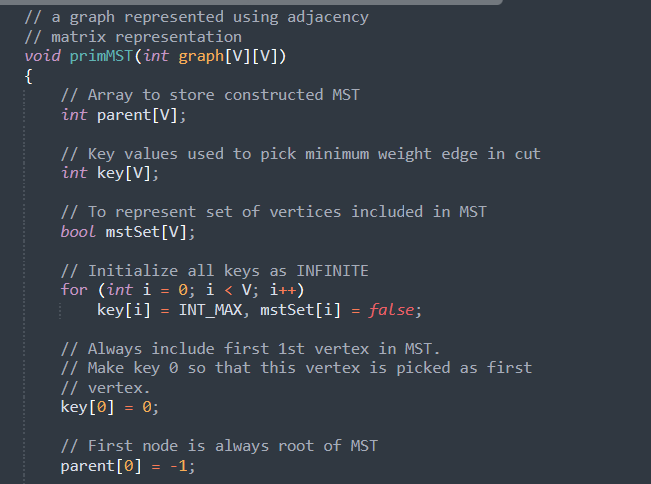 // a graph represented using adjacency
// matrix representation
void primMST(int graph[V][V])
{
// Array to store constructed MST
int parent[V];
// Key values used to pick minimum weight edge in cut
int key[V];
// To represent set of vertices included in MST
bool mstSet[V];
// Initialize all keys as INFINITE
for (int i = 0; i < V; i++)
key[i] = INT_MAX, mstSet[i] = false;
// Always include first 1st vertex in MST.
// Make key 0 so that this vertex is picked as first
// vertex.
key[0] = 0;
// First node is always root of MST
parent[0] = -1;